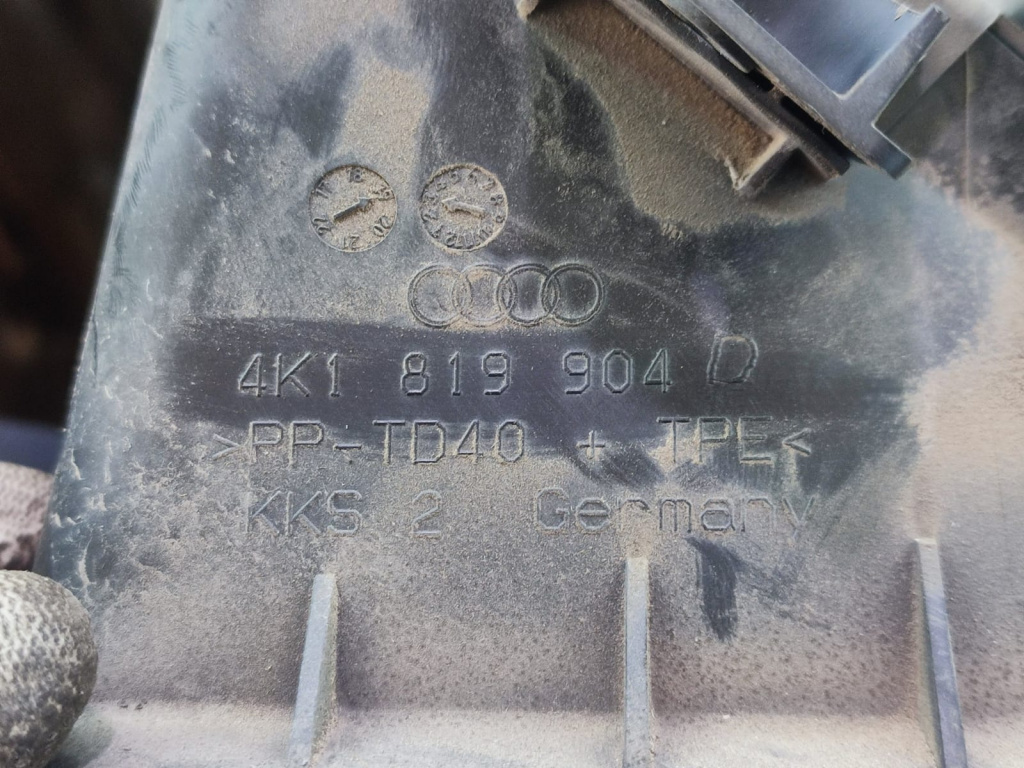 4K1 819 904 D
>PP-TD40 + TPE<
KKS 2 Germany